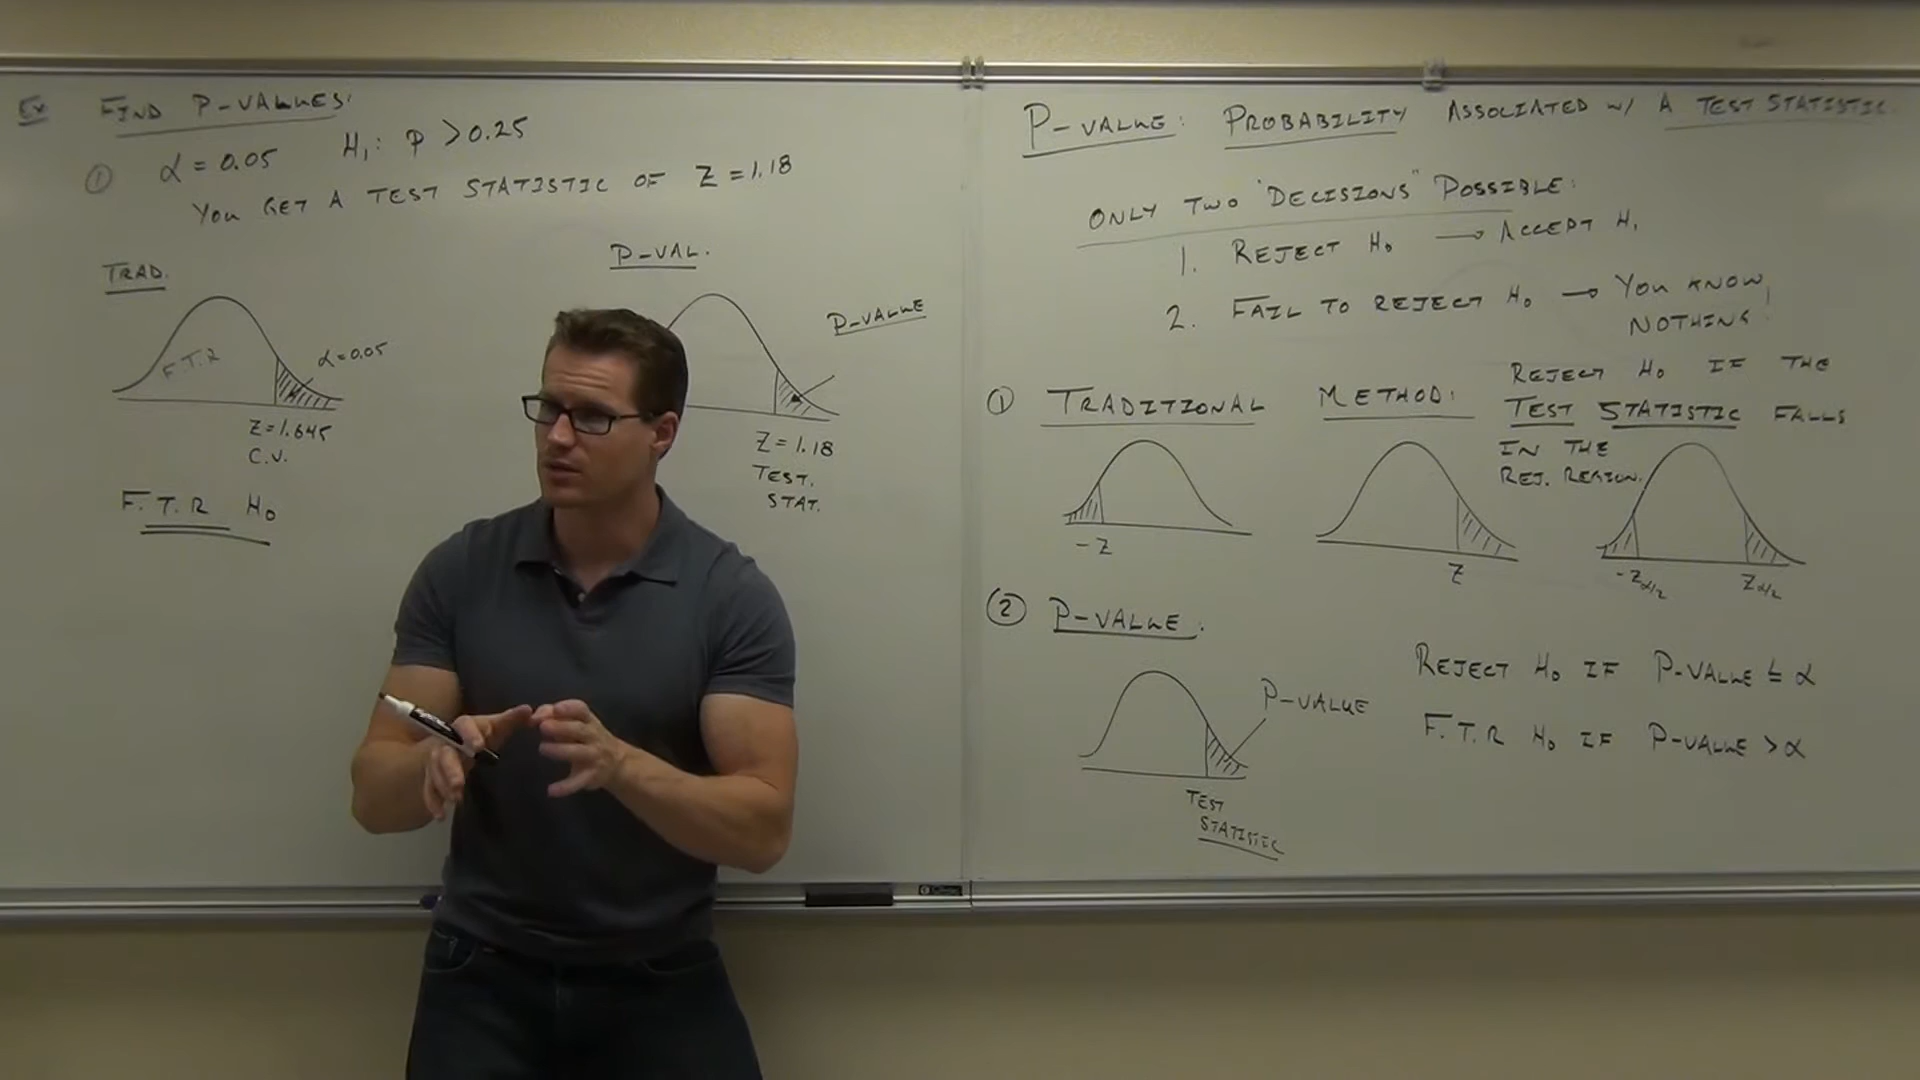 Ex FIND P-VALUES:
① α = 0.05 H₁: P > 0.25
YOU GET A TEST STATISTIC OF Z = 1.18
TRAD.
F.T.R
α=0.05
Z=1.645
C.V.
F.T.R H₀
P-VAL.
P-VALUE
Z = 1.18
TEST.
STAT.
P-VALUE: PROBABILITY ASSOCIATED W/ A TEST STATISTIC.
ONLY TWO "DECISIONS" POSSIBLE:
1. REJECT H₀ → ACCEPT H₁
2. FAIL TO REJECT H₀ → YOU KNOW
NOTHING!
① TRADITIONAL METHOD: REJECT H₀ IF THE
TEST STATISTIC FALLS
IN THE
REJ. REGION.
-Z
Z
-Zα/2 Zα/2
② P-VALUE.
P-VALUE
TEST
STATISTIC
REJECT H₀ IF P-VALUE ≤ α
F.T.R H₀ IF P-VALUE > α